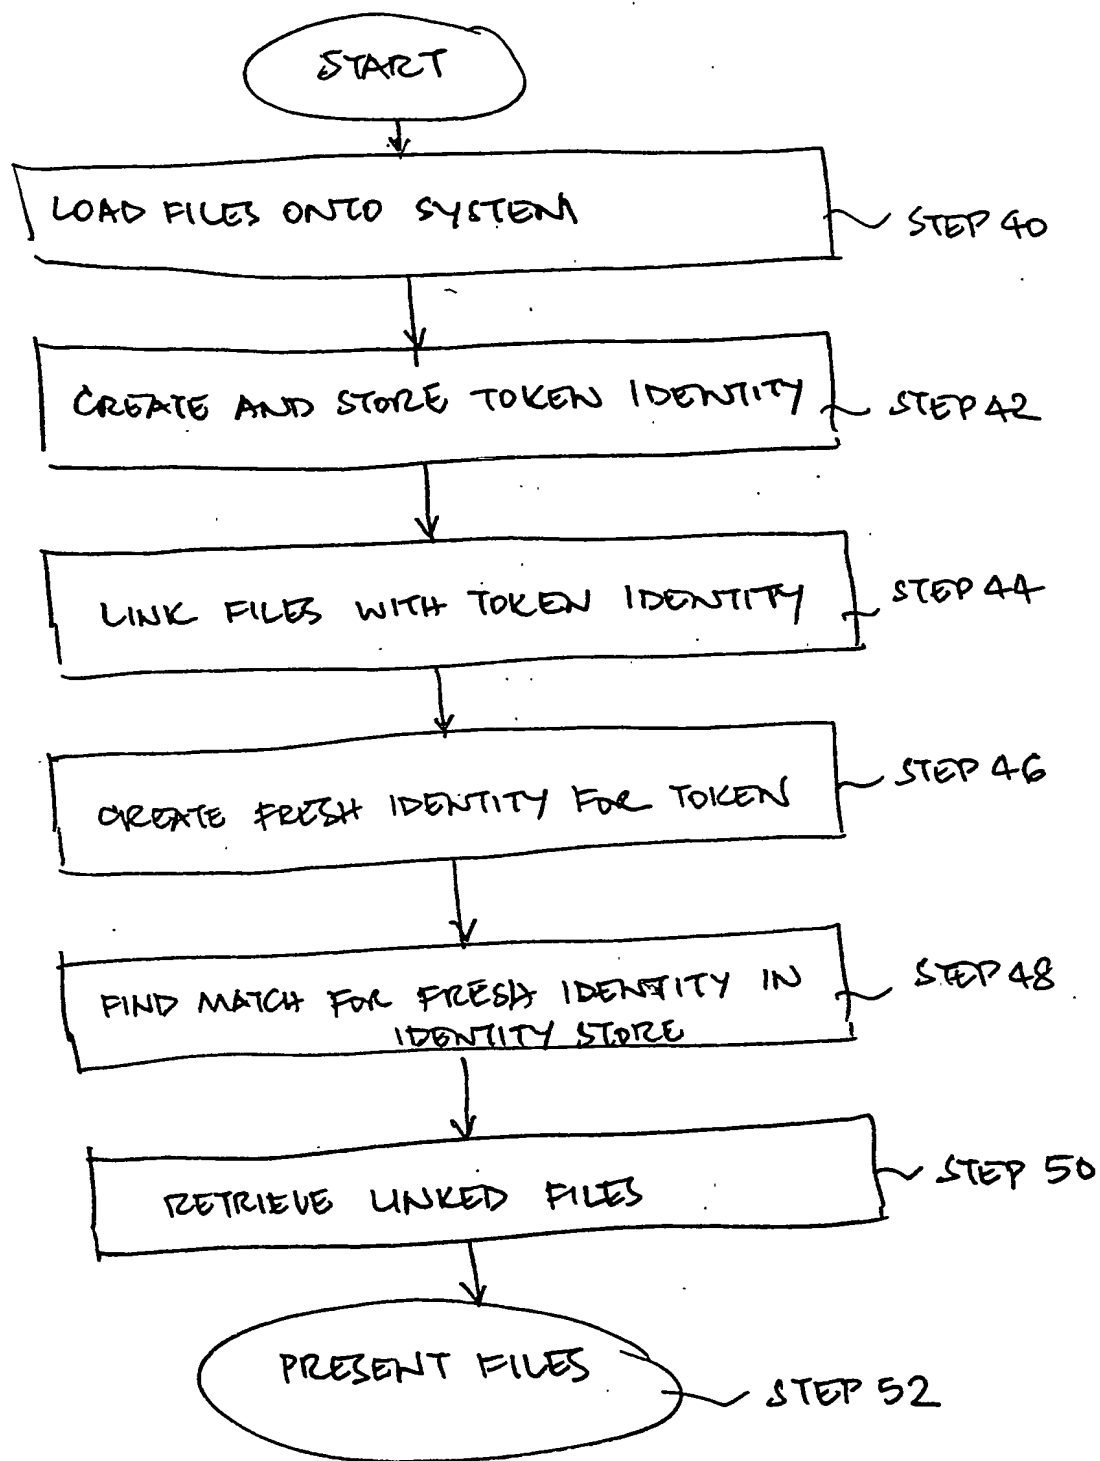 START
LOAD FILES ONTO SYSTEM
STEP 40
CREATE AND STORE TOKEN IDENTITY
STEP 42
LINK FILES WITH TOKEN IDENTITY
STEP 44
CREATE FRESH IDENTITY FOR TOKEN
STEP 46
FIND MATCH FOR FRESH IDENTITY IN
IDENTITY STORE
STEP 48
RETRIEVE LINKED FILES
STEP 50
PRESENT FILES
STEP 52